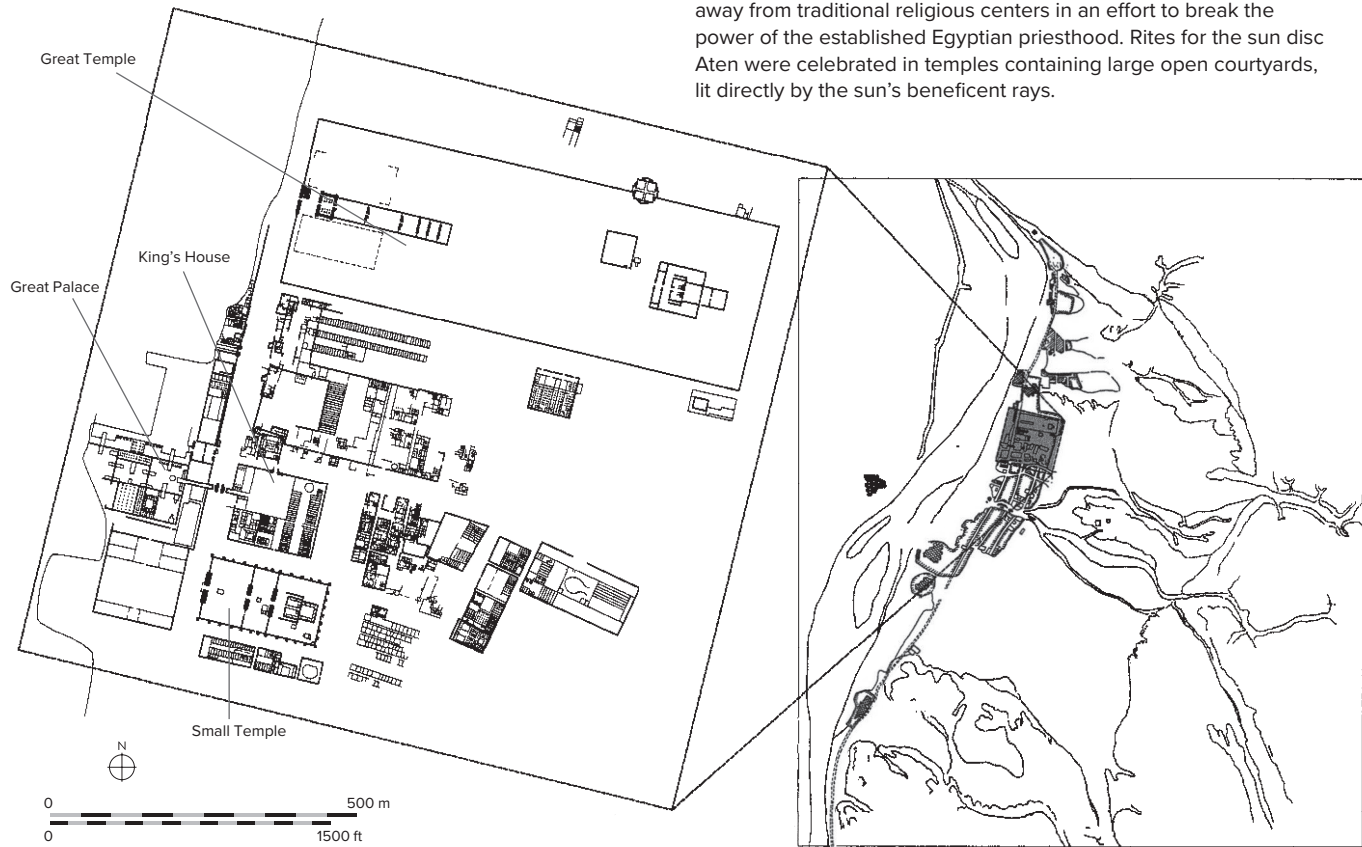 away from traditional religious centers in an effort to break the
power of the established Egyptian priesthood. Rites for the sun disc
Aten were celebrated in temples containing large open courtyards,
lit directly by the sun's beneficent rays.
Great Temple
King's House
Great Palace
Small Temple
N
0 500 m
0 1500 ft